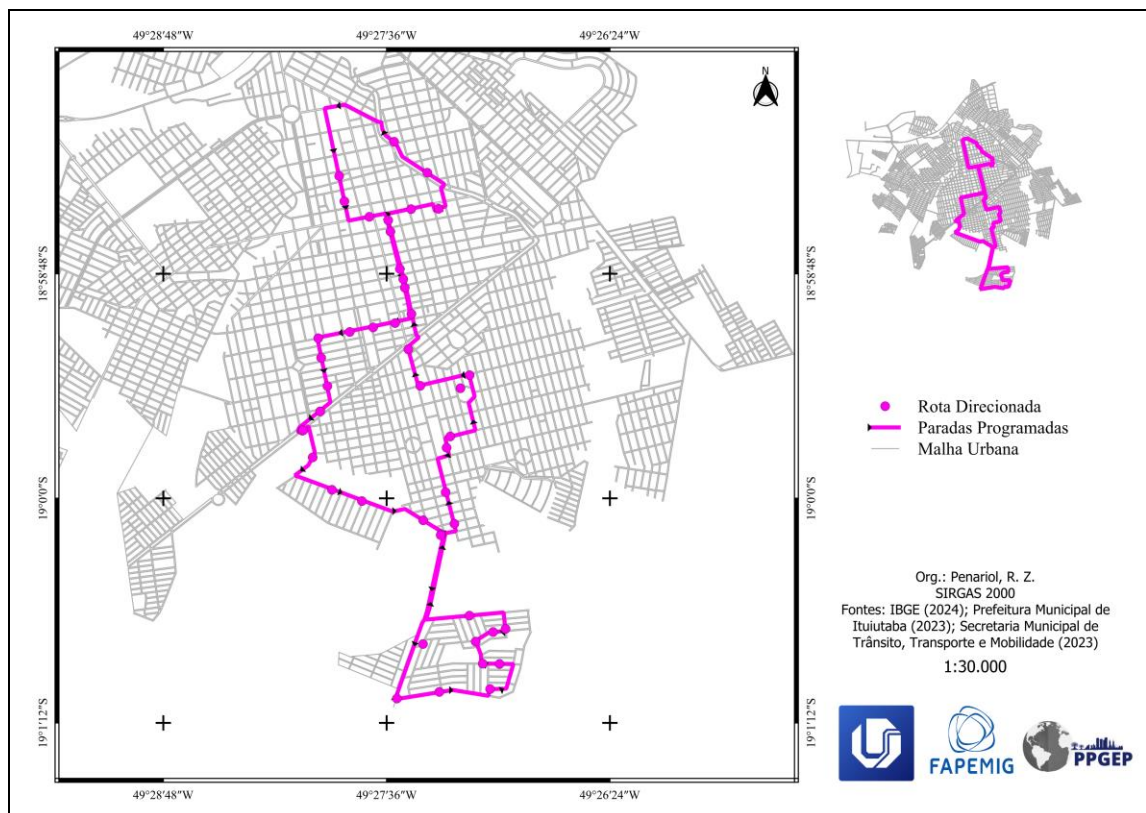 49°28'48"W 49°27'36"W 49°26'24"W
N
18°58'48"S 18°58'48"S
19°0'0"S 19°0'0"S
19°1'12"S 19°1'12"S
49°28'48"W 49°27'36"W 49°26'24"W
Rota Direcionada
Paradas Programadas
Malha Urbana
Org.: Penariol, R. Z.
SIRGAS 2000
Fontes: IBGE (2024); Prefeitura Municipal de
Ituiutaba (2023); Secretaria Municipal de
Trânsito, Transporte e Mobilidade (2023)
1:30.000
FAPEMIG
PPGEP